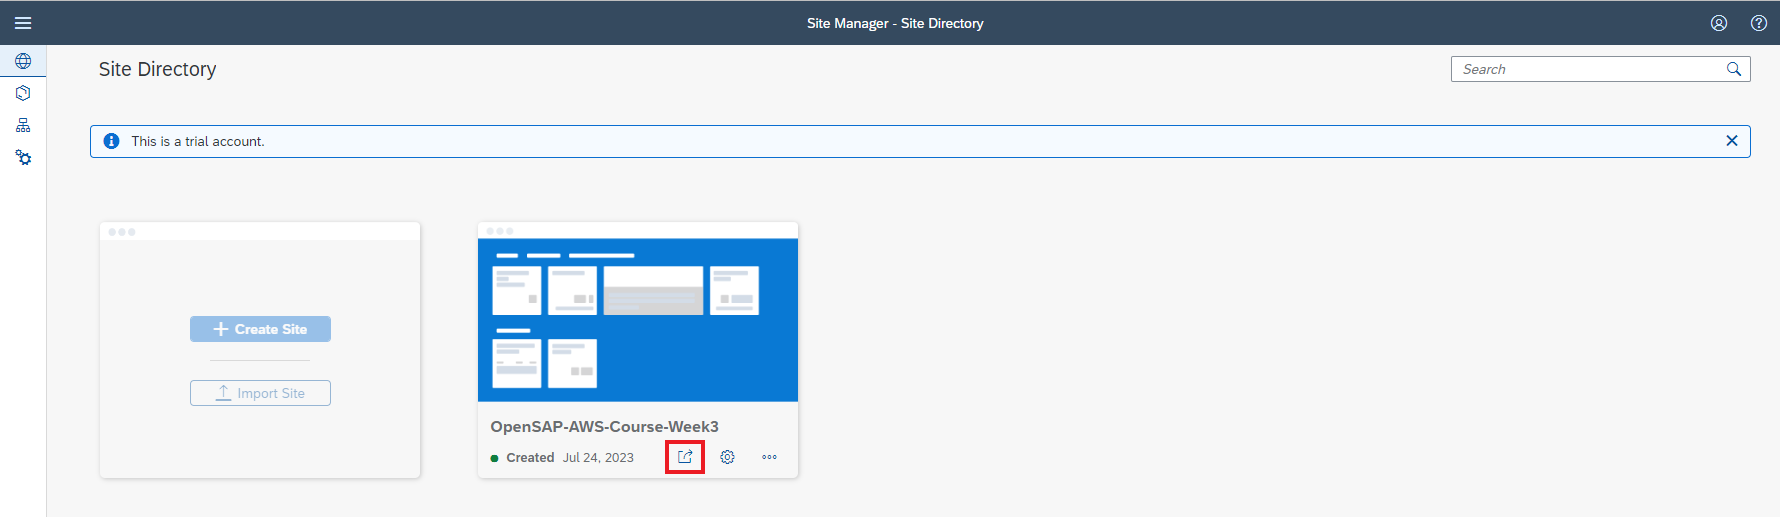 Site Manager - Site Directory
Site Directory
Search
This is a trial account.
Create Site
Import Site
OpenSAP-AWS-Course-Week3
Created Jul 24, 2023